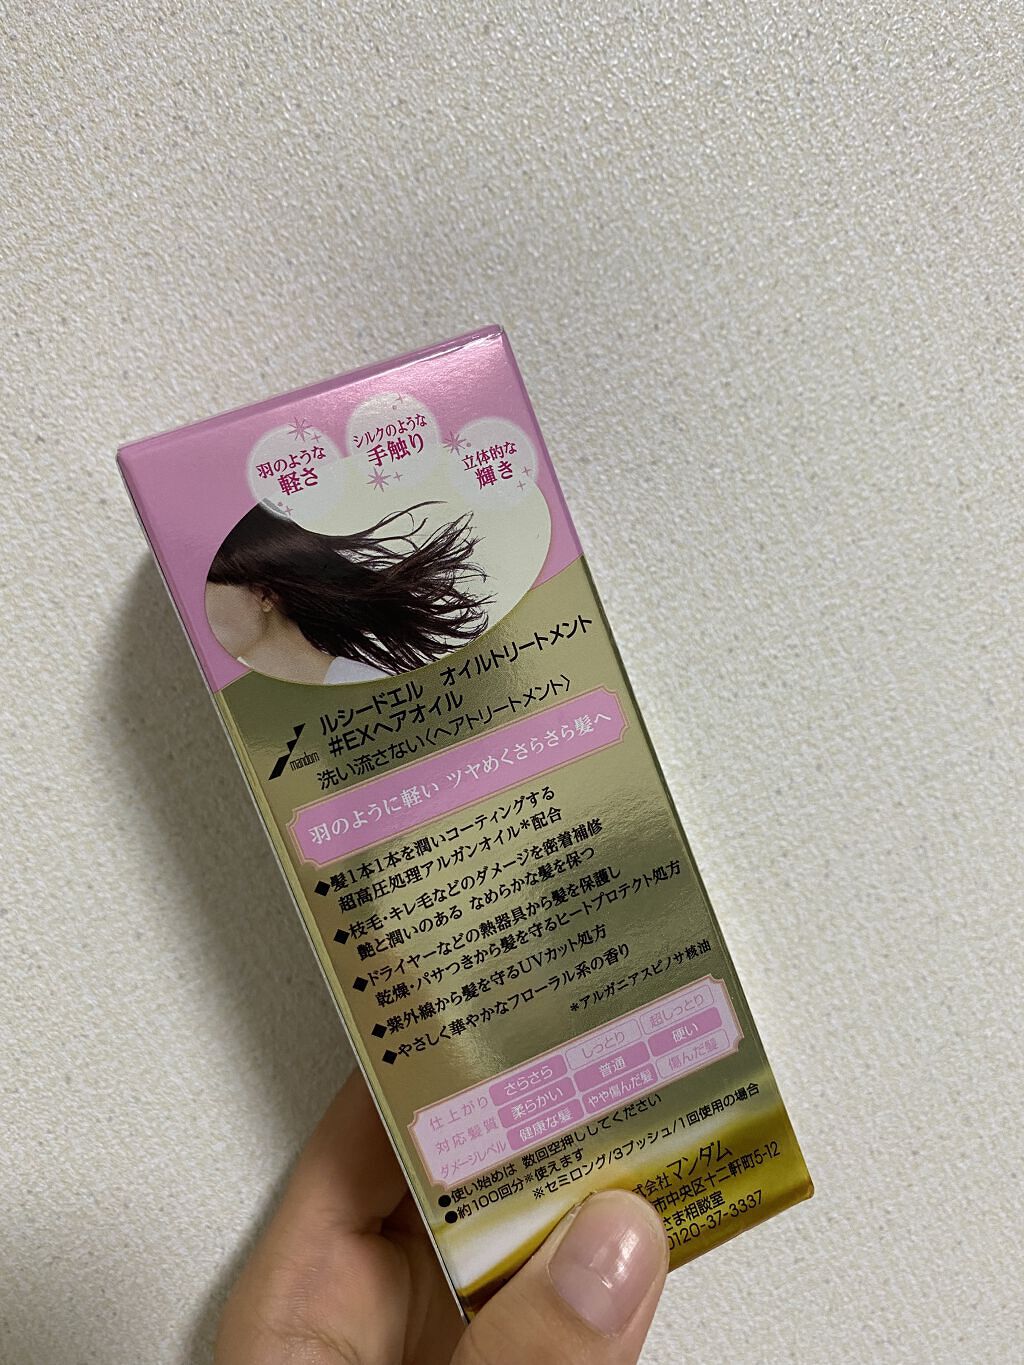 羽のような
軽さ
シルクのような
手触り
立体的な
輝き
mandom
ルシードエル オイルトリートメント
#EXヘアオイル
洗い流さない〈ヘアトリートメント〉
羽のように軽い ツヤめくさらさら髪へ
◆髪1本1本を潤いコーティングする
超高圧処理アルガンオイル*配合
◆枝毛・キレ毛などのダメージを密着補修
艶と潤いのある なめらかな髪を保つ
◆ドライヤーなどの熱器具から髪を保護し
乾燥・パサつきから髪を守るヒートプロテクト処方
◆紫外線から髪を守るUVカット処方
◆やさしく華やかなフローラル系の香り
*アルガニアスピノサ核油
仕上がり さらさら しっとり 超しっとり
対応髪質 柔らかい 普通 硬い
ダメージレベル 健康な髪 やや傷んだ髪 傷んだ髪
●使い始めは 数回空押ししてください
●約100回分※使えます
※セミロング/3プッシュ/1回使用の場合
式会社マンダム
市中央区十二軒町5-12
さま相談室
0120-37-3337